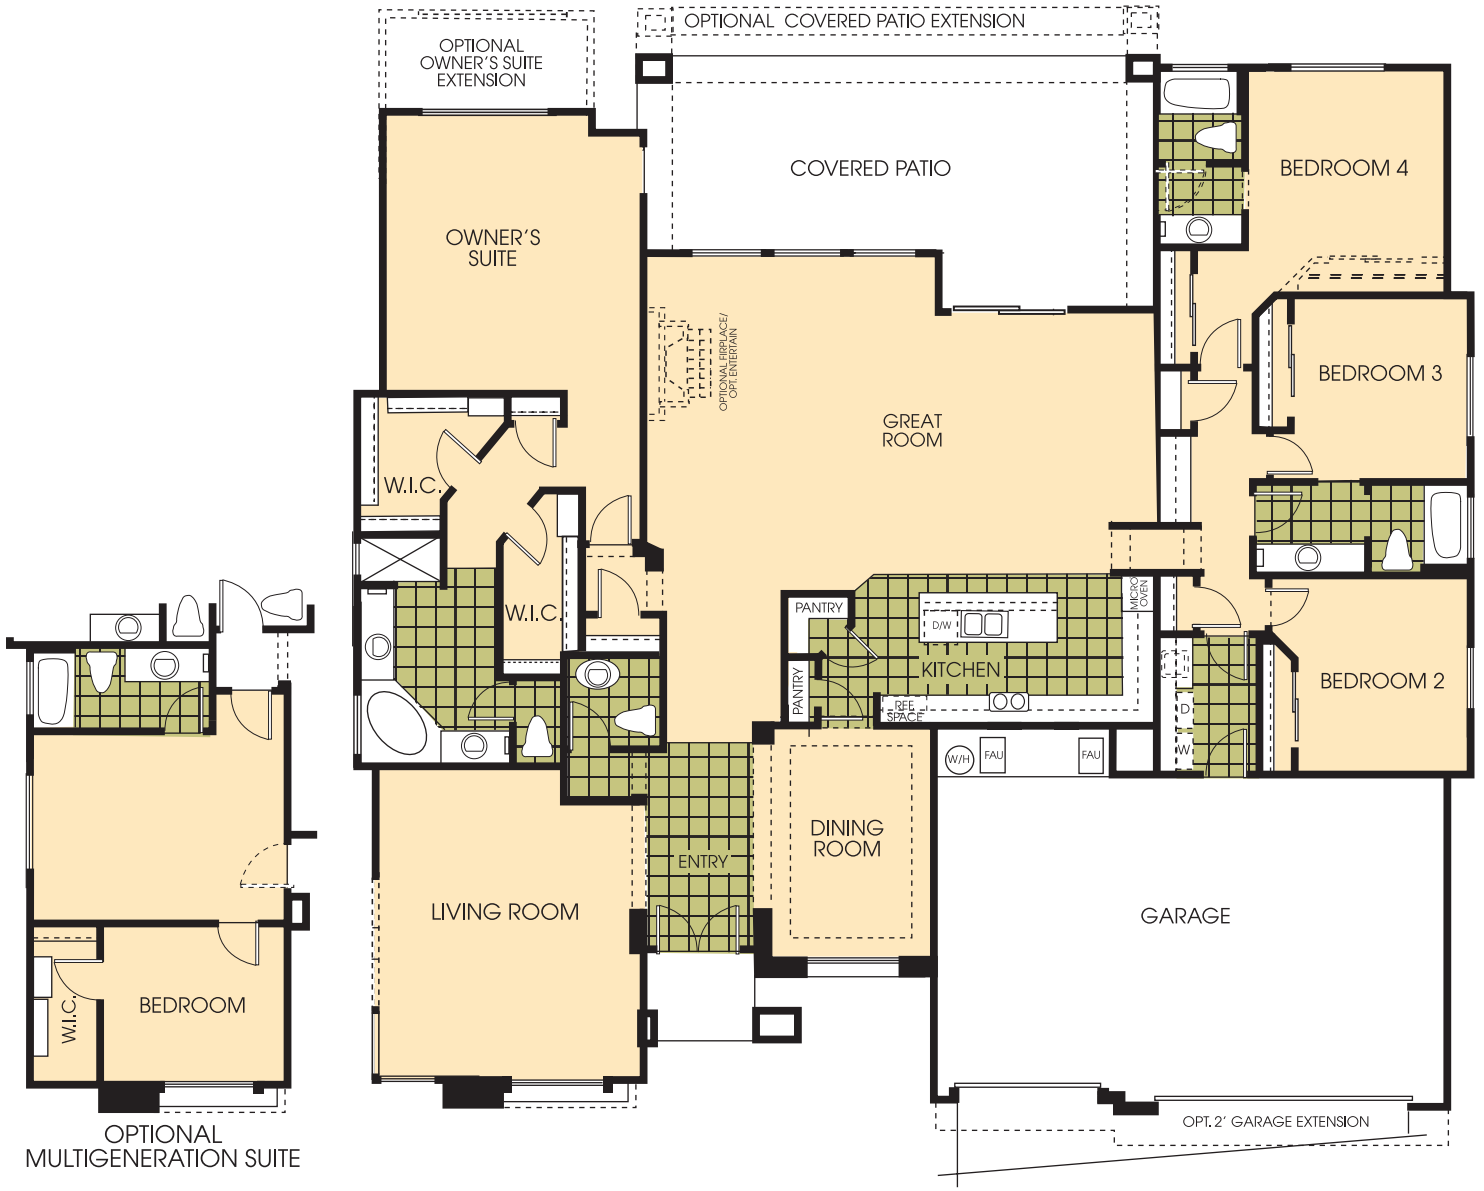 OPTIONAL COVERED PATIO EXTENSION
OPTIONAL
OWNER'S SUITE
EXTENSION
COVERED PATIO
BEDROOM 4
OWNER'S
SUITE
OPTIONAL FIREPLACE/
OPT. ENTERTAIN
BEDROOM 3
GREAT
ROOM
W.I.C.
W.I.C.
PANTRY
D/W
MICRO
OVEN
KITCHEN
PANTRY
REF.
SPACE
BEDROOM 2
D
W
W/H
FAU
FAU
DINING
ROOM
ENTRY
LIVING ROOM
GARAGE
BEDROOM
W.I.C.
OPT. 2' GARAGE EXTENSION
OPTIONAL
MULTIGENERATION SUITE